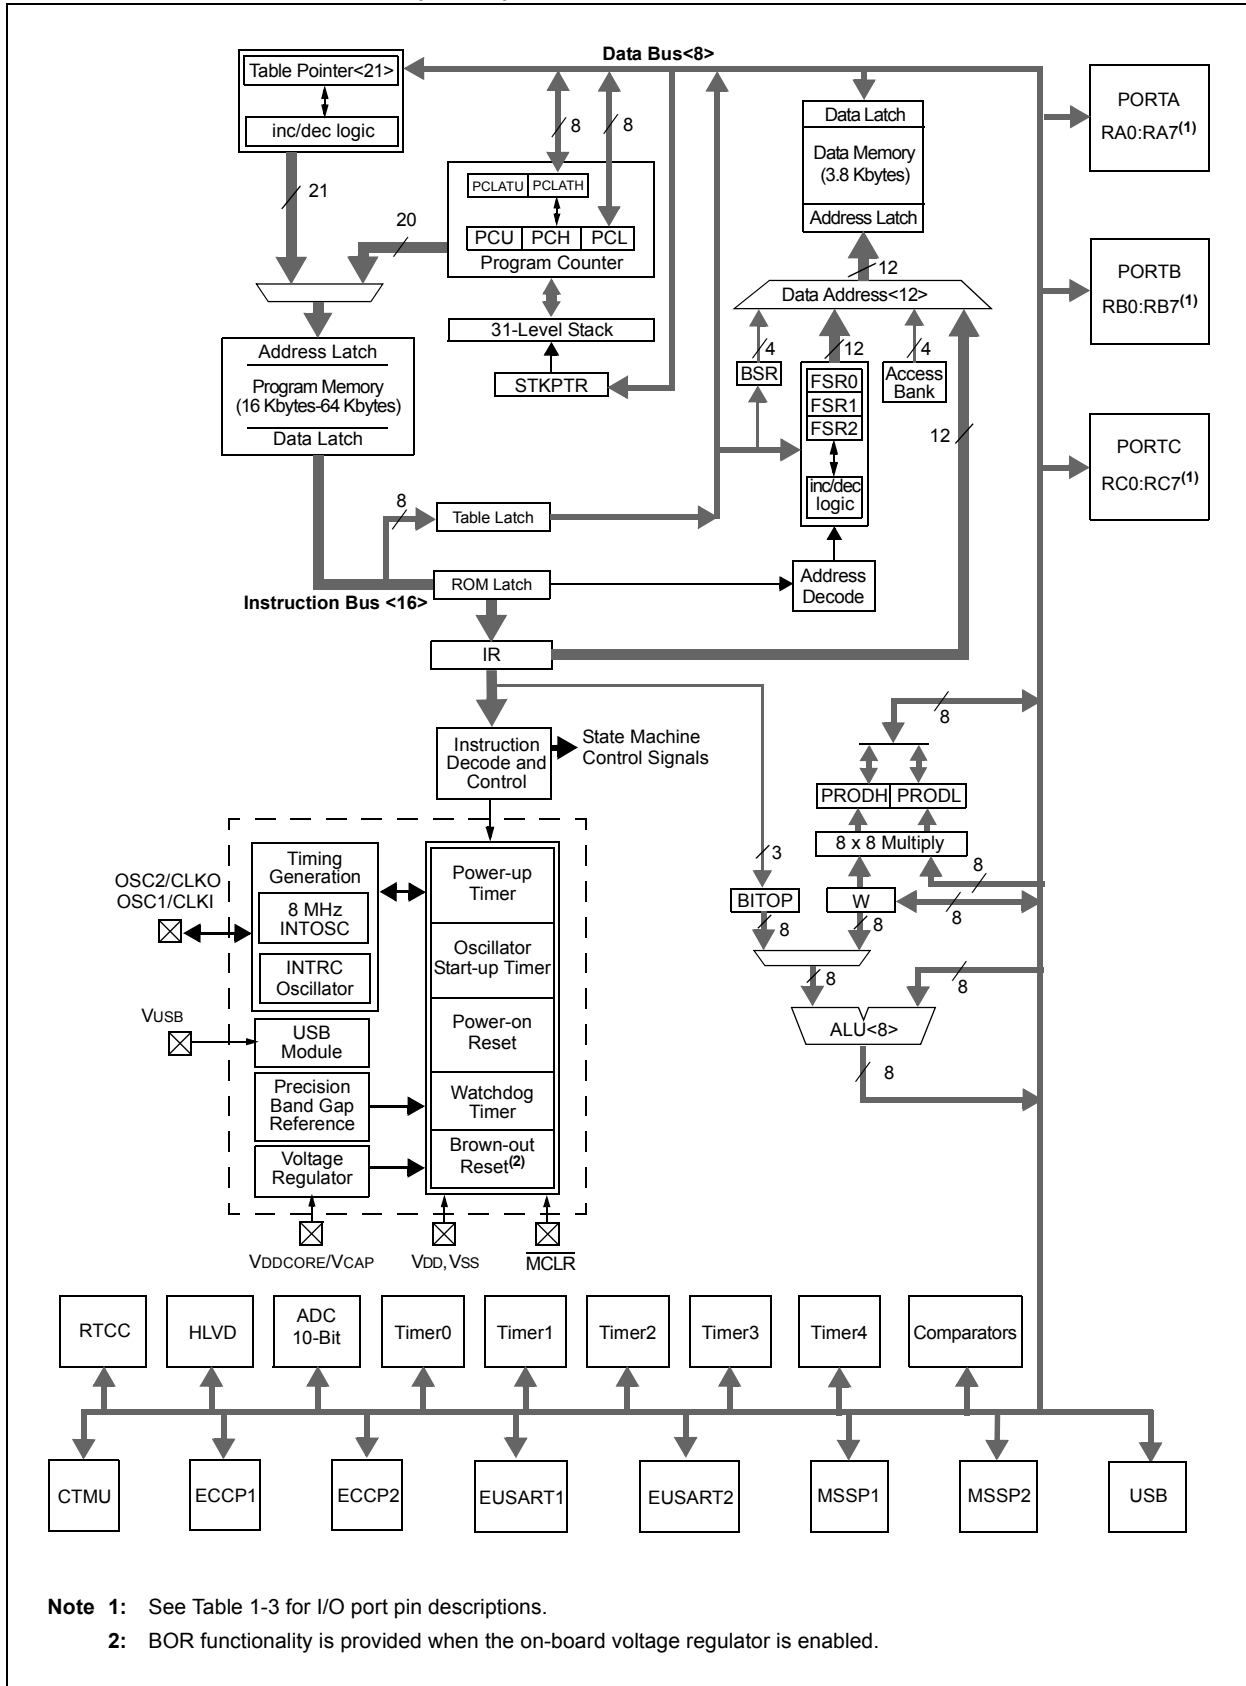 Data Bus<8>
Table Pointer<21>
inc/dec logic
21
20
8
8
PCLATU PCLATH
PCU PCH PCL
Program Counter
31-Level Stack
STKPTR
Data Latch
Data Memory
(3.8 Kbytes)
Address Latch
12
Data Address<12>
4
12
4
BSR
FSR0
FSR1
FSR2
inc/dec
logic
Access
Bank
12
PORTA
RA0:RA7(1)
PORTB
RB0:RB7(1)
PORTC
RC0:RC7(1)
Address Latch
Program Memory
(16 Kbytes-64 Kbytes)
Data Latch
8
Table Latch
ROM Latch
Instruction Bus <16>
Address
Decode
IR
Instruction
Decode and
Control
State Machine
Control Signals
8
PRODH PRODL
8 x 8 Multiply
3
8
BITOP
W
8
8
8
8
8
ALU<8>
8
OSC2/CLKO
OSC1/CLKI
Timing
Generation
8 MHz
INTOSC
INTRC
Oscillator
Power-up
Timer
Oscillator
Start-up Timer
Power-on
Reset
Watchdog
Timer
Brown-out
Reset(2)
VUSB
USB
Module
Precision
Band Gap
Reference
Voltage
Regulator
VDDCORE/VCAP
VDD, VSS
MCLR
RTCC
HLVD
ADC
10-Bit
Timer0
Timer1
Timer2
Timer3
Timer4
Comparators
CTMU
ECCP1
ECCP2
EUSART1
EUSART2
MSSP1
MSSP2
USB
Note 1: See Table 1-3 for I/O port pin descriptions.
2: BOR functionality is provided when the on-board voltage regulator is enabled.